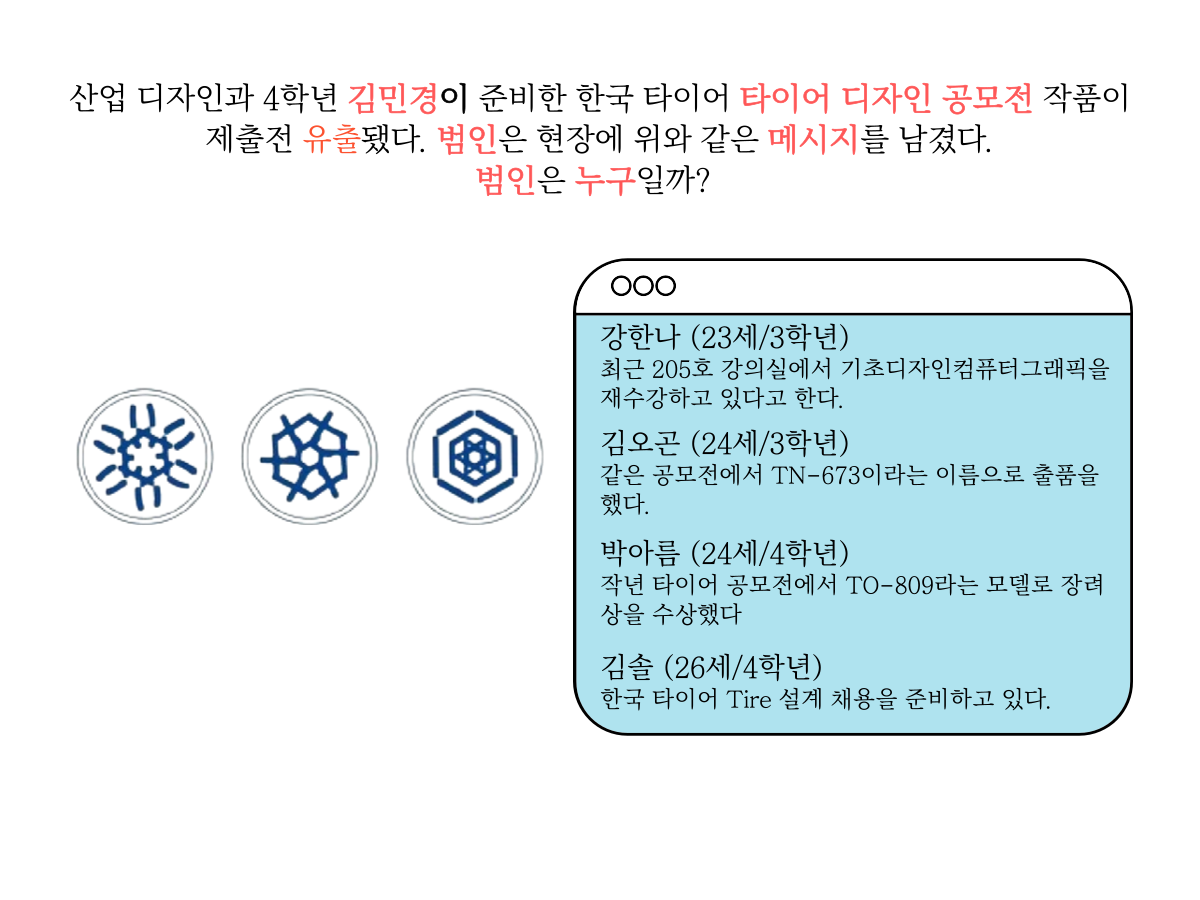 산업 디자인과 4학년 김민경이 준비한 한국 타이어 타이어 디자인 공모전 작품이
제출전 유출됐다. 범인은 현장에 위와 같은 메시지를 남겼다.
범인은 누구일까?
강한나 (23세/3학년)
최근 205호 강의실에서 기초디자인컴퓨터그래픽을
재수강하고 있다고 한다.
김오곤 (24세/3학년)
같은 공모전에서 TN-673이라는 이름으로 출품을
했다.
박아름 (24세/4학년)
작년 타이어 공모전에서 TO-809라는 모델로 장려
상을 수상했다
김솔 (26세/4학년)
한국 타이어 Tire 설계 채용을 준비하고 있다.